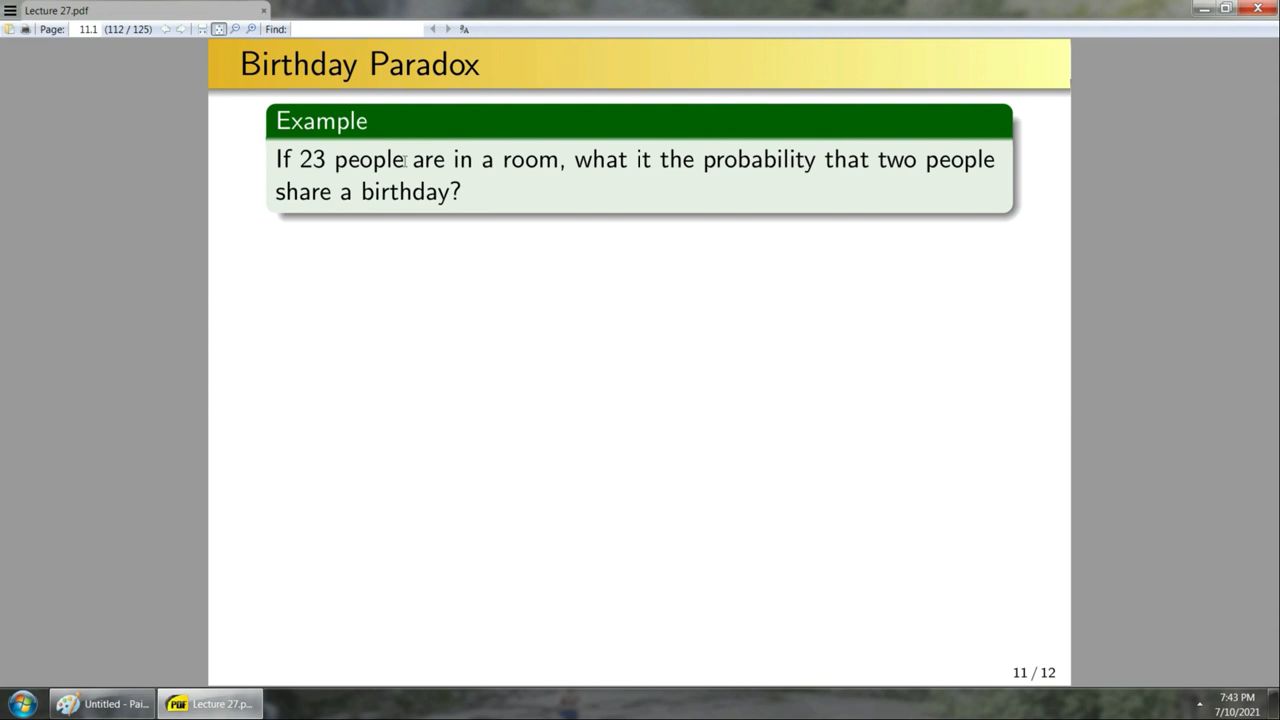 Lecture 27.pdf
Page: 11.1 (112 / 125) Find:
Birthday Paradox
Example
If 23 people are in a room, what it the probability that two people
share a birthday?
11 / 12
Untitled - Pai...
PDF Lecture 27.p...
7:43 PM
7/10/2021